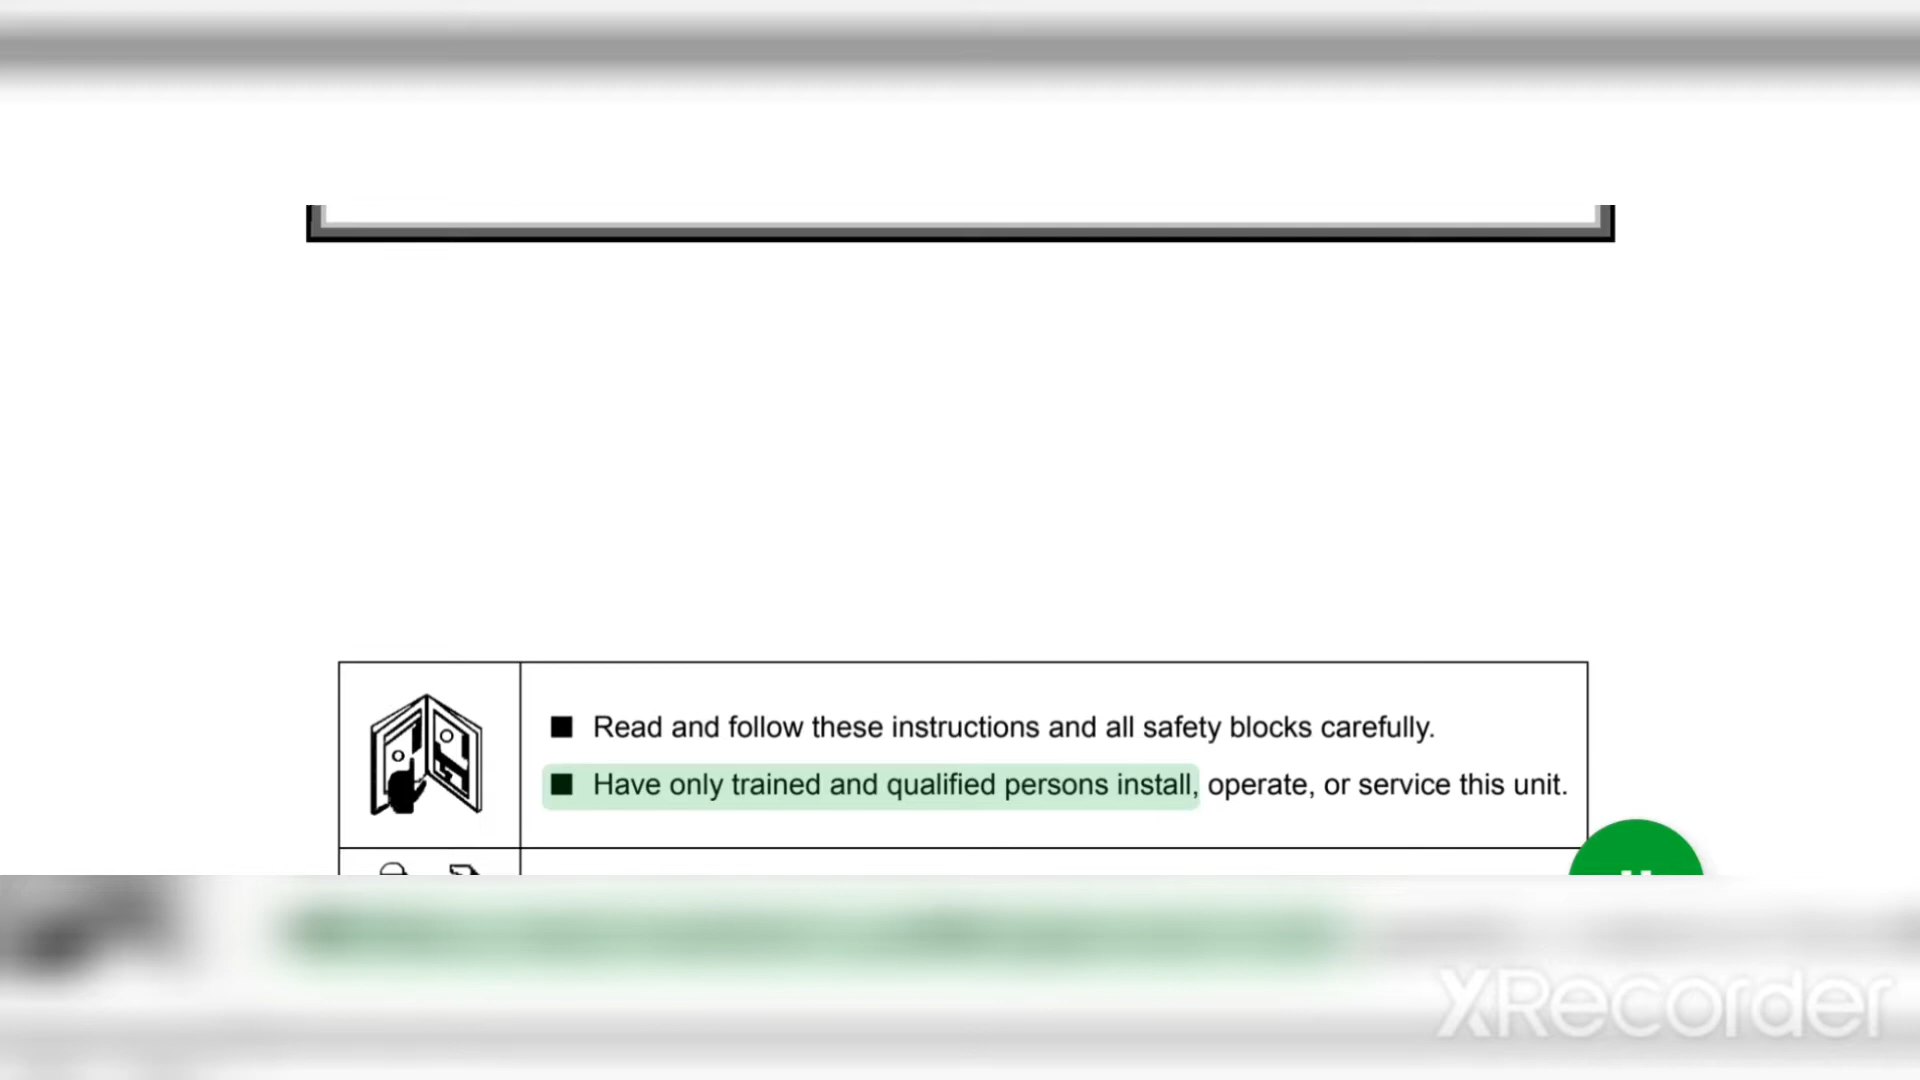 ■ Read and follow these instructions and all safety blocks carefully.
■ Have only trained and qualified persons install, operate, or service this unit.
XRecorder